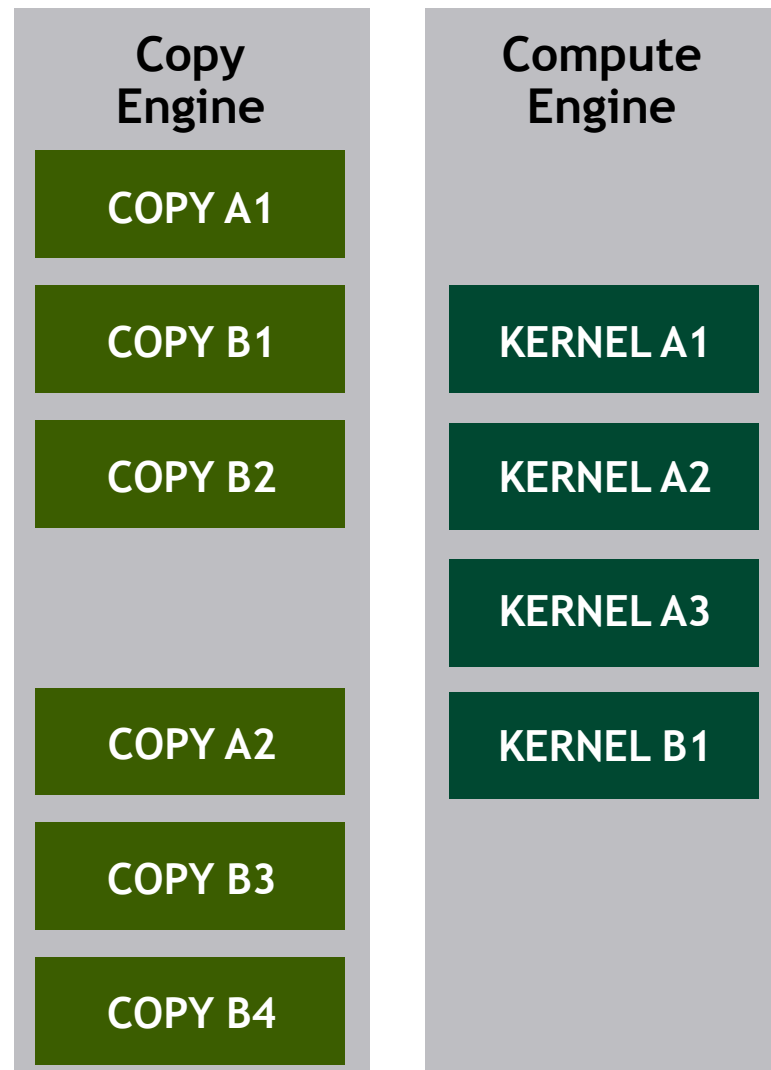 Copy
Engine
COPY A1
COPY B1
COPY B2
COPY A2
COPY B3
COPY B4
Compute
Engine
KERNEL A1
KERNEL A2
KERNEL A3
KERNEL B1